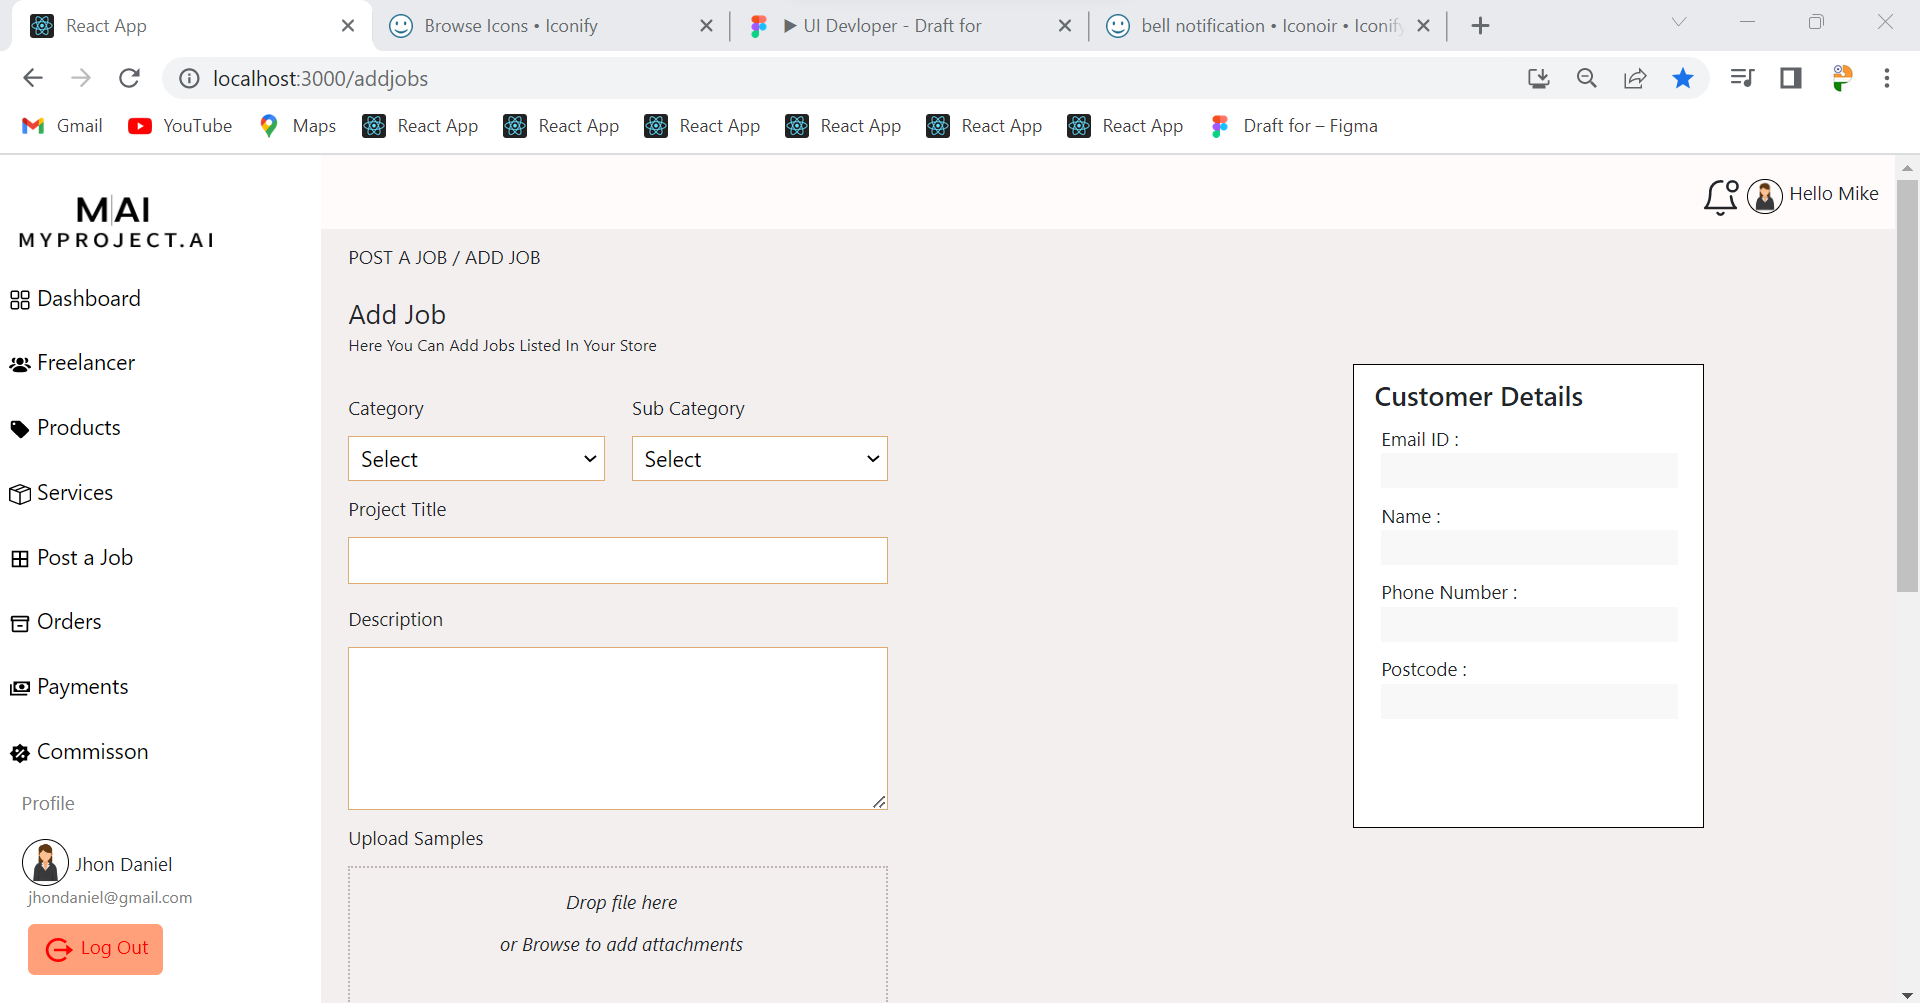 React App
Browse Icons • Iconify
▶ UI Devloper - Draft for
bell notification • Iconoir • Iconify
localhost:3000/addjobs
Gmail
YouTube
Maps
React App
React App
React App
React App
React App
React App
Draft for – Figma
M|AI
MYPROJECT.AI
Hello Mike
Dashboard
Freelancer
Products
Services
Post a Job
Orders
Payments
Commisson
Profile
Jhon Daniel
jhondaniel@gmail.com
Log Out
POST A JOB / ADD JOB
Add Job
Here You Can Add Jobs Listed In Your Store
Category
Sub Category
Select
Select
Project Title
Description
Upload Samples
Drop file here
or Browse to add attachments
Customer Details
Email ID :
Name :
Phone Number :
Postcode :